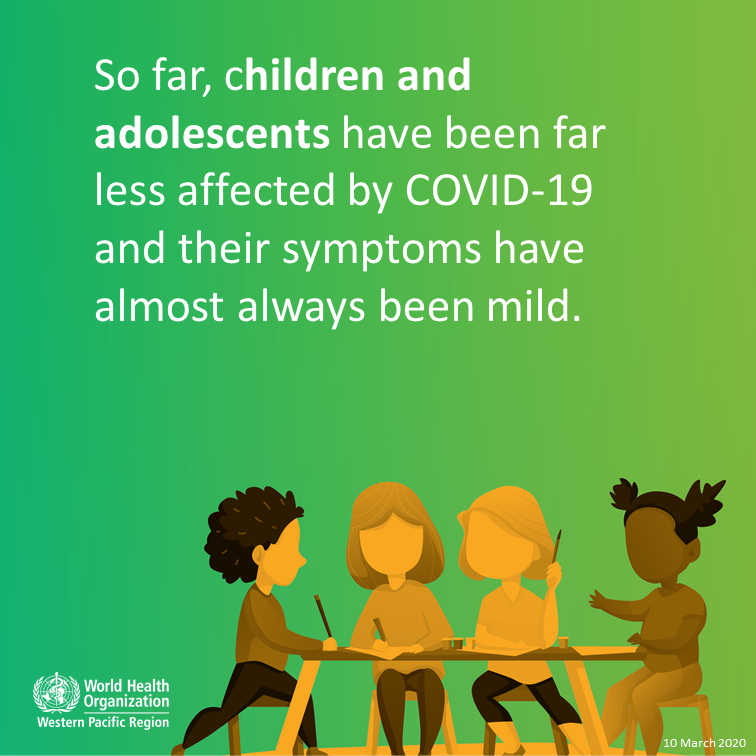 So far, children and
adolescents have been far
less affected by COVID-19
and their symptoms have
almost always been mild.
World Health
Organization
Western Pacific Region
10 March 2020